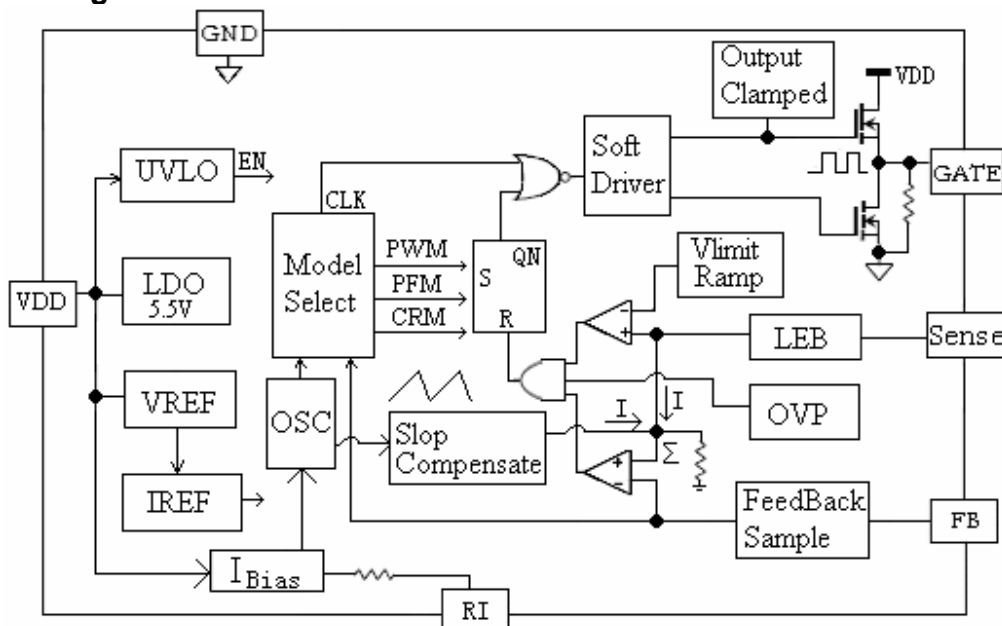 GND
Output
Clamped
VDD
Soft
Driver
UVLO
EN
GATE
CLK
Model
Select
PWM
PFM
CRM
QN
S
R
Vlimit
Ramp
VDD
LDO
5.5V
LEB
Sense
VREF
OSC
Slop
Compensate
I
I
Σ
OVP
IREF
FeedBack
Sample
FB
I Bias
RI